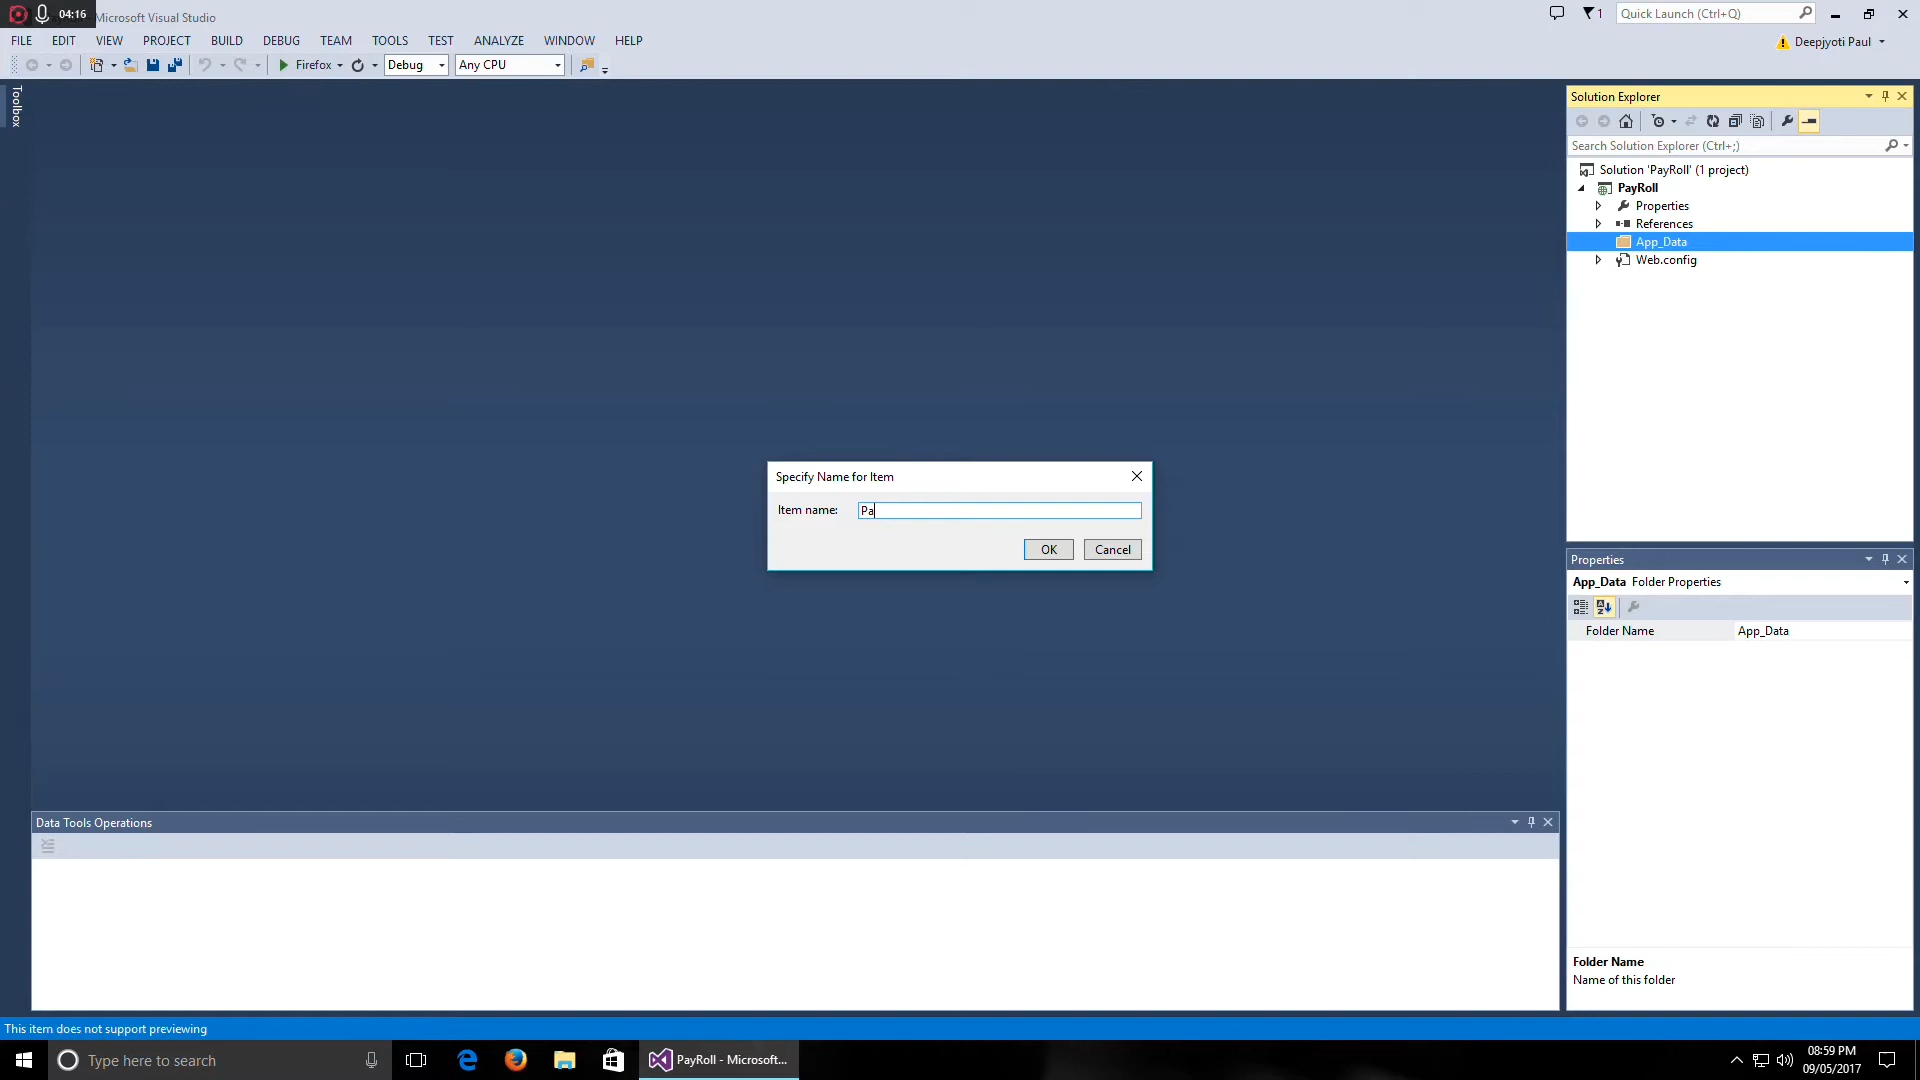 04:16
Microsoft Visual Studio
1
Quick Launch (Ctrl+Q)
FILE EDIT VIEW PROJECT BUILD DEBUG TEAM TOOLS TEST ANALYZE WINDOW HELP
Deepjyoti Paul
Firefox Debug Any CPU
Toolbox
Solution Explorer
Search Solution Explorer (Ctrl+;)
Solution 'PayRoll' (1 project)
PayRoll
Properties
References
App_Data
Web.config
Specify Name for Item
Item name: Pa
OK Cancel
Properties
App_Data Folder Properties
Folder Name App_Data
Folder Name
Name of this folder
Data Tools Operations
This item does not support previewing
Type here to search
PayRoll - Microsoft...
08:59 PM
09/05/2017